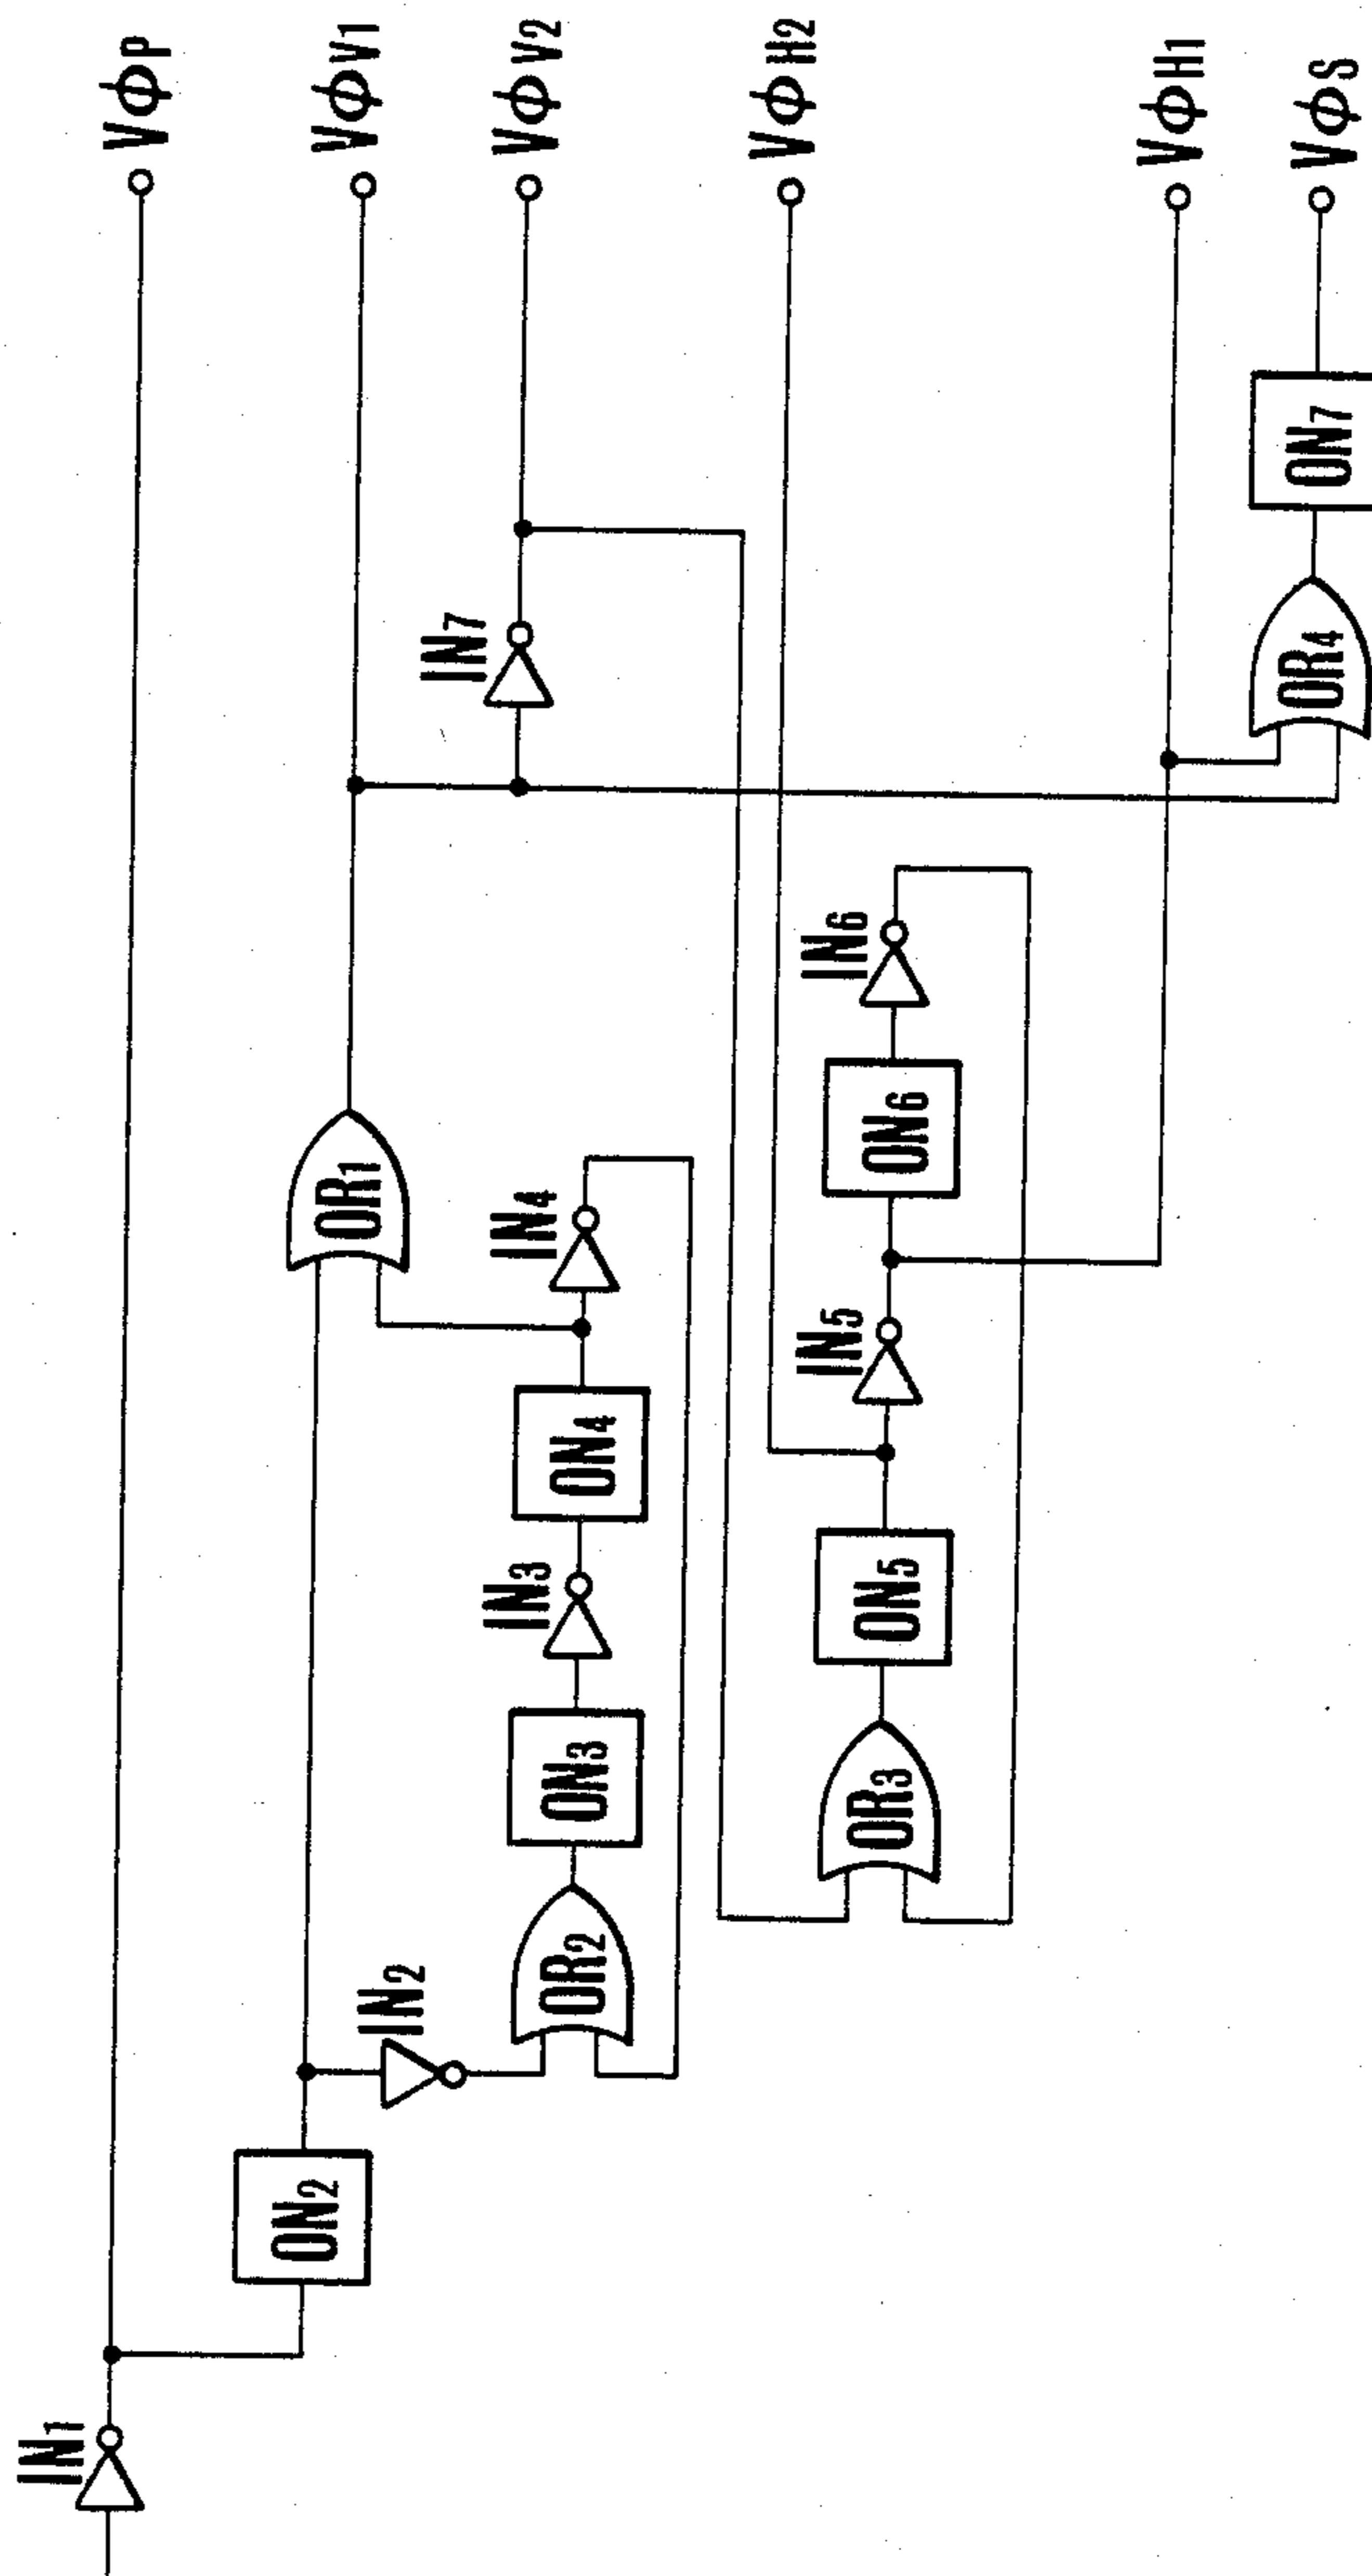 IN1
VΦP
ON2
OR1
VΦV1
IN2
IN7
VΦV2
OR2
ON3
IN3
ON4
IN4
VΦH2
OR3
ON5
IN5
ON6
IN6
VΦH1
OR4
ON7
VΦS